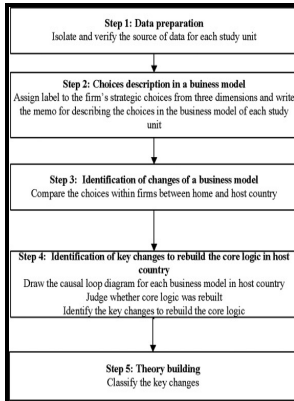 Step 1: Data preparation
Isolate and verify the source of data for each study unit
Step 2: Choices description in a business model
Assign label to the firm's strategic choices from three dimensions and write
the memo for describing the choices in the business model of each study
unit
Step 3:  Identification of changes of a business model
Compare the choices within firms between home and host country
Step 4:  Identification of key changes to rebuild the core logic in host
country
Draw the causal loop diagram for each business model in host country
Judge whether core logic was rebuilt
Identify the key changes to rebuild the core logic
Step 5: Theory building
Classify the key changes